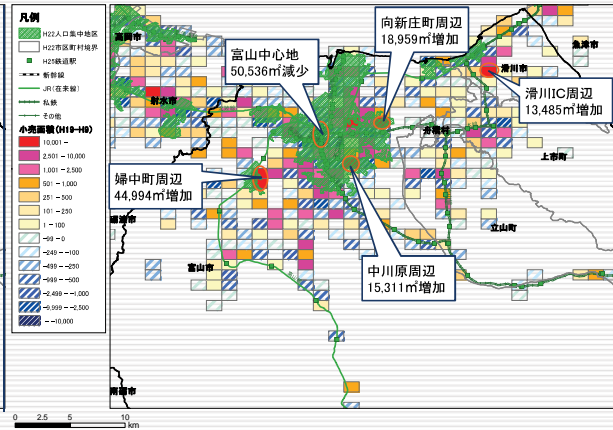 凡例
H22人口集中地区
H22市区町村境界
H25鉄道駅
新幹線
JR(在来線)
私鉄
その他
小売面積(H19-H9)
10,001 -
2,501 - 10,000
1,001 - 2,500
501 - 1,000
251 - 500
101 - 250
1 - 100
-99 - 0
-249 - -100
-499 - -250
-999 - -500
-2,499 - -1,000
-9,999 - -2,500
- -10,000
富山中心地
50,536㎡減少
向新庄町周辺
18,959㎡増加
滑川IC周辺
13,485㎡増加
婦中町周辺
44,994㎡増加
中川原周辺
15,311㎡増加
高岡市
射水市
滑川市
魚津市
舟橋村
上市町
立山町
富山市
南砺市
0 2.5 5 10
km